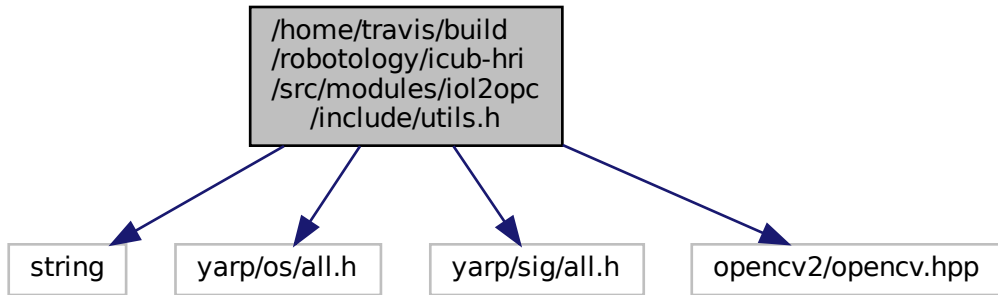 /home/travis/build
/robotology/icub-hri
/src/modules/iol2opc
/include/utils.h
string
yarp/os/all.h
yarp/sig/all.h
opencv2/opencv.hpp